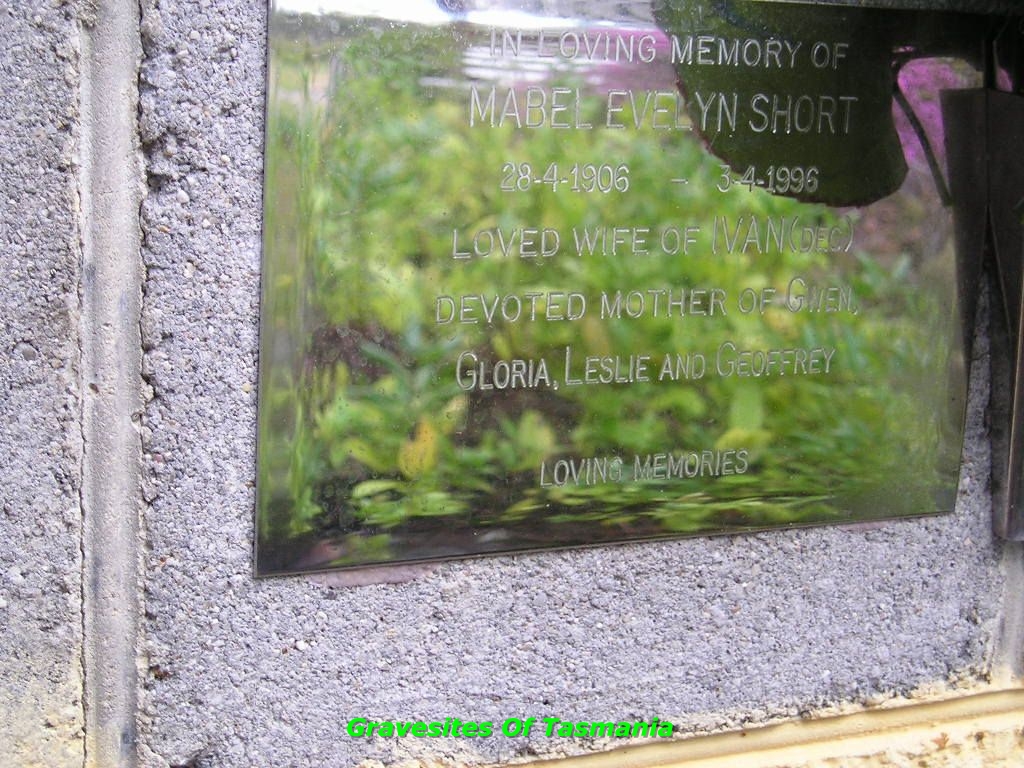 IN LOVING MEMORY OF
MABEL EVELYN SHORT
28-4-1906 - 3-4-1996
LOVED WIFE OF IVAN (DEC)
DEVOTED MOTHER OF GWEN,
GLORIA, LESLIE AND GEOFFREY
LOVING MEMORIES
Gravesites Of Tasmania